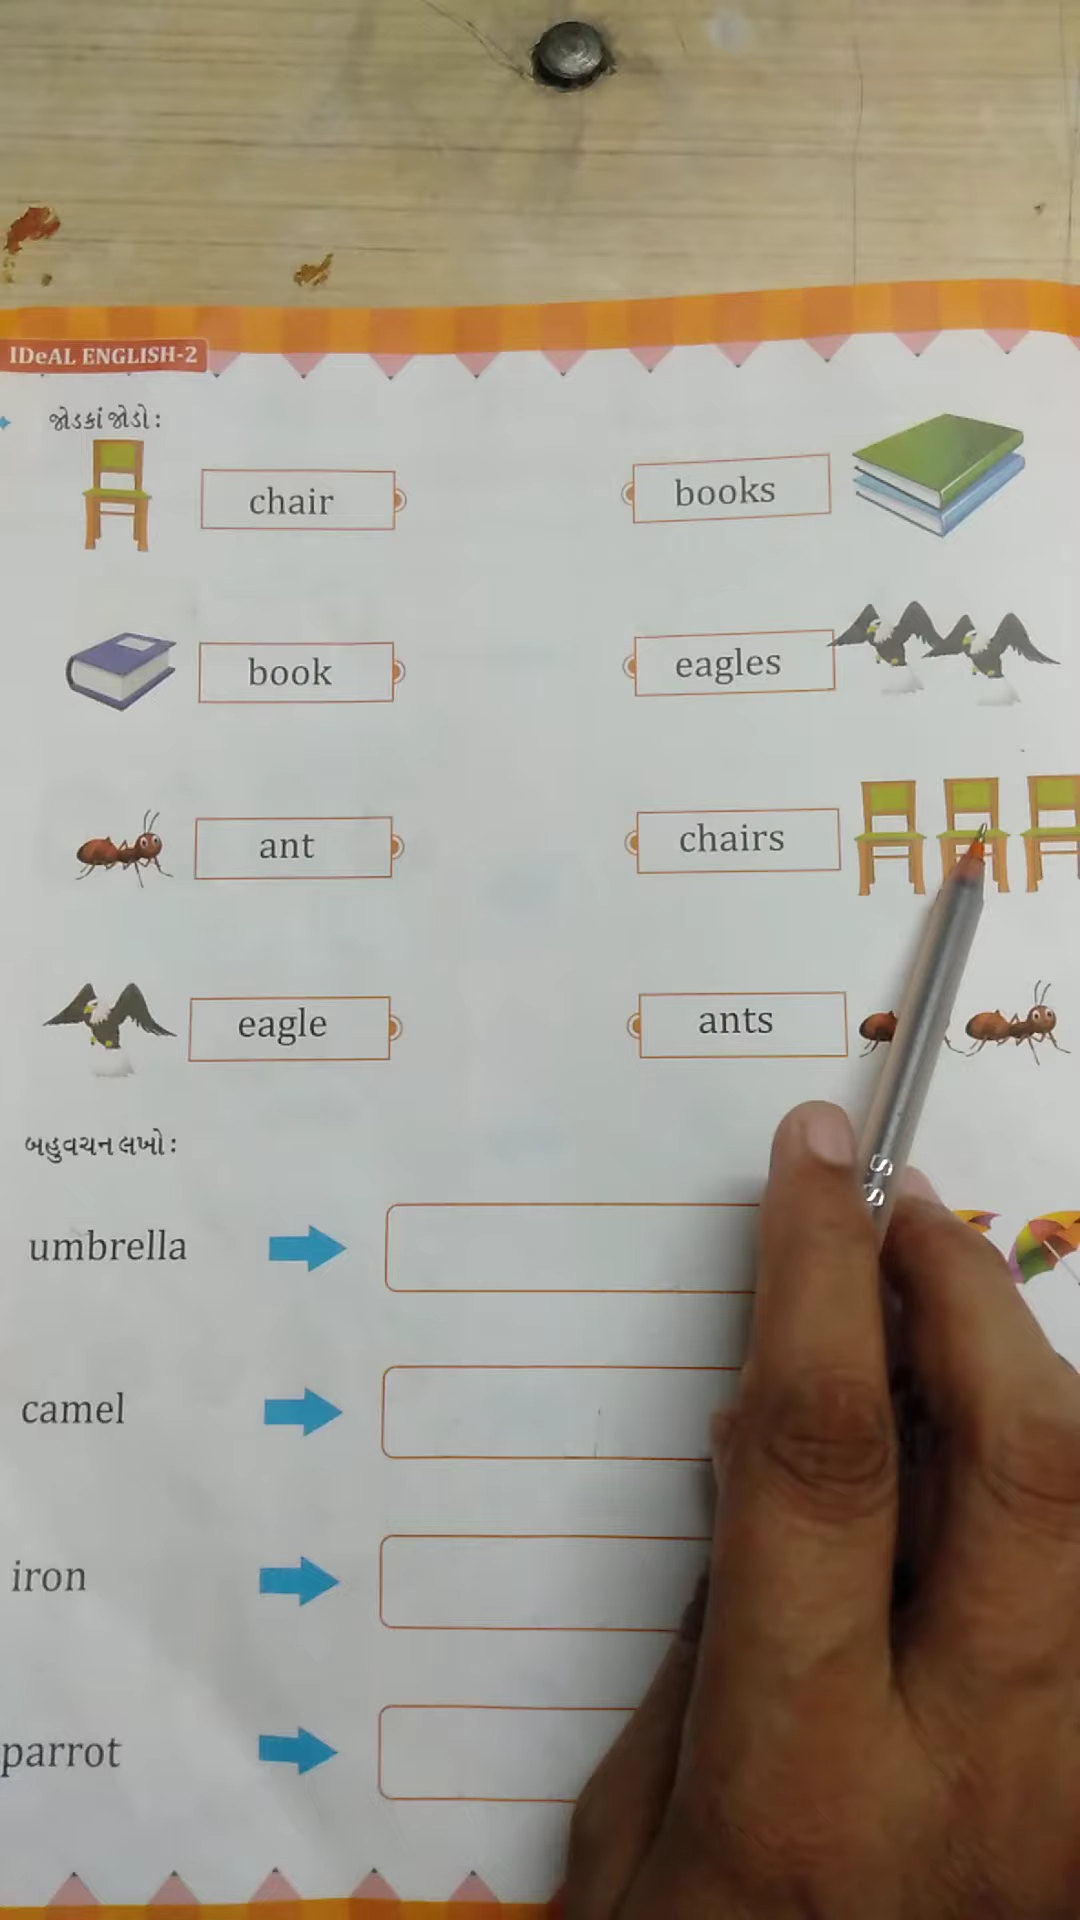 IDeAL ENGLISH-2
જોડકાં જોડો :
chair books
book eagles
ant chairs
eagle ants
બહુવચન લખો :
umbrella
camel
iron
parrot